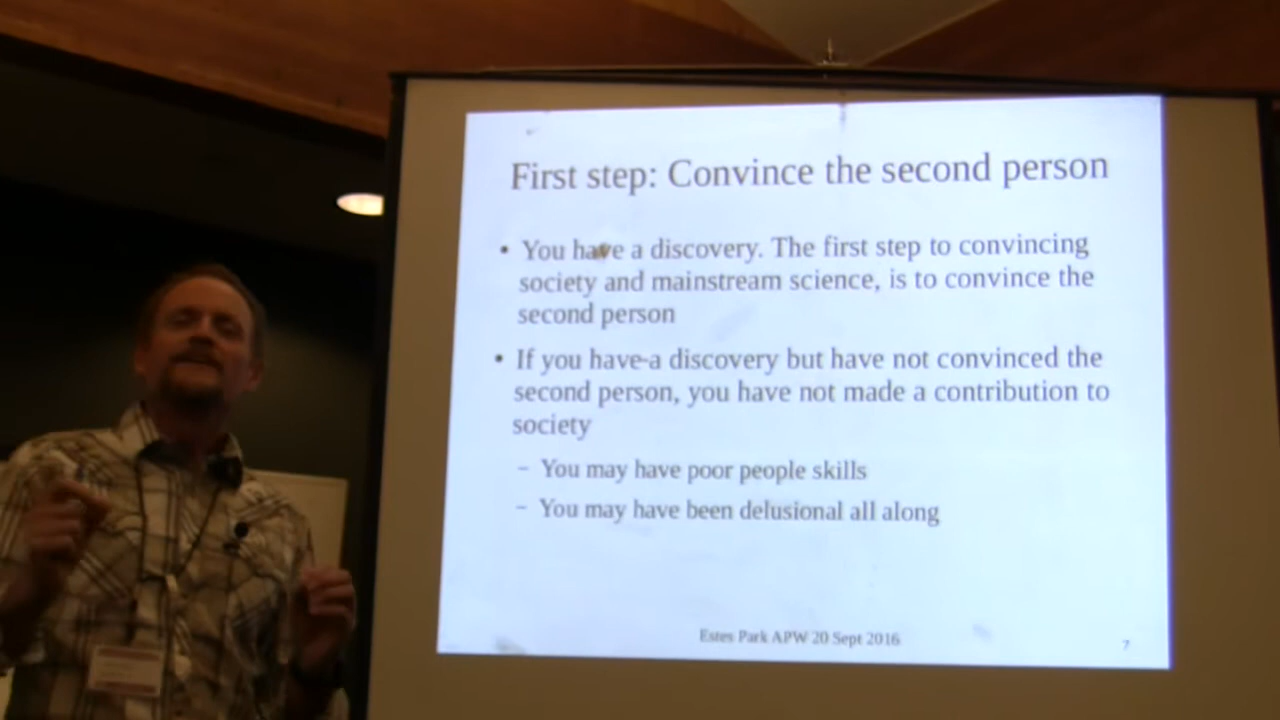 First step: Convince the second person
• You have a discovery. The first step to convincing
society and mainstream science, is to convince the
second person
• If you have a discovery but have not convinced the
second person, you have not made a contribution to
society
– You may have poor people skills
– You may have been delusional all along
Estes Park APW 20 Sept 2016
7